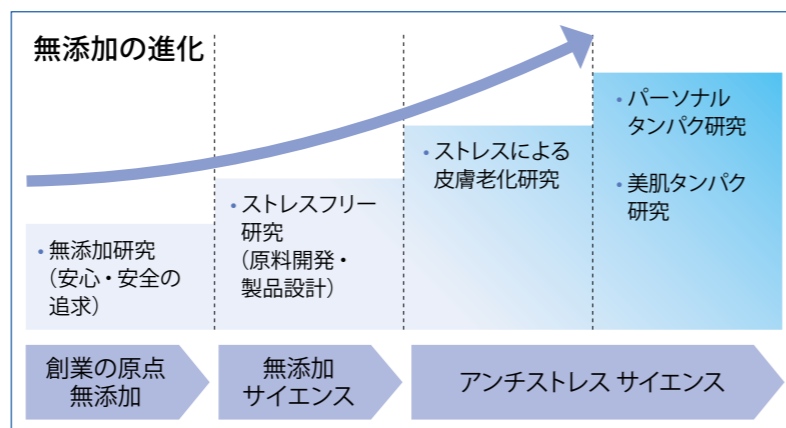 無添加の進化
・無添加研究
（安心・安全の
追求）
・ストレスフリー
研究
（原料開発・
製品設計）
・ストレスによる
皮膚老化研究
・パーソナル
タンパク研究
・美肌タンパク
研究
創業の原点
無添加
無添加
サイエンス
アンチストレス サイエンス